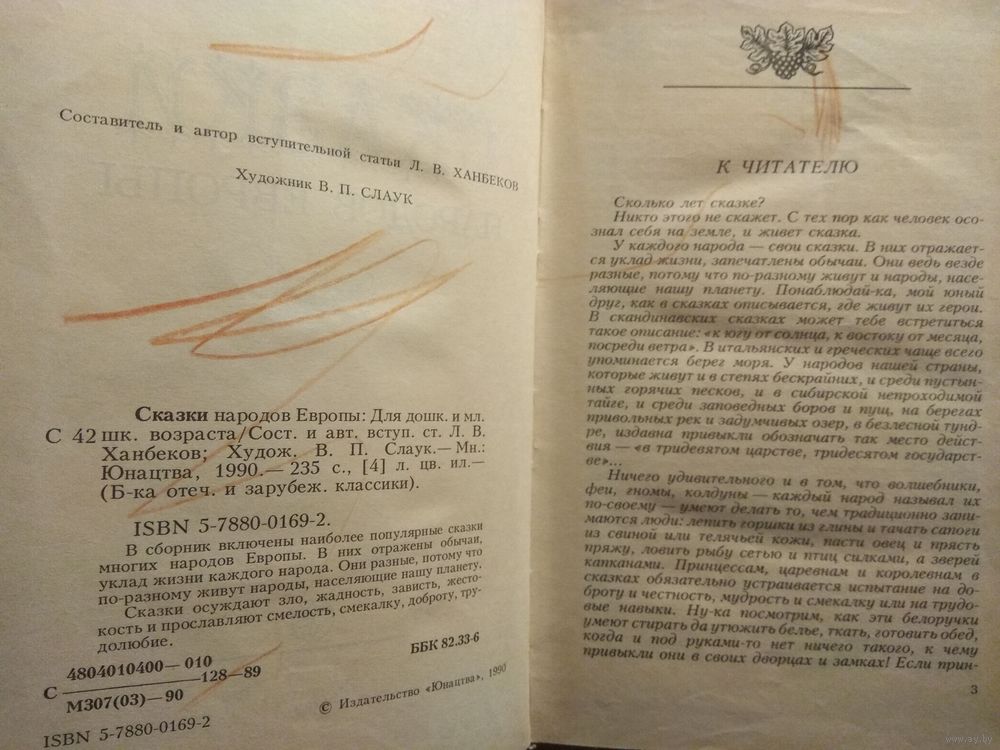 Составитель и автор вступительной статьи Л. В. ХАНБЕКОВ
Художник В. П. СЛАУК
Сказки народов Европы: Для дошк. и мл.
С 42 шк. возраста/Сост. и авт. вступ. ст. Л. В.
Ханбеков; Худож. В. П. Слаук.— Мн.:
Юнацтва, 1990.— 235 с., [4] л. цв. ил.—
(Б-ка отеч. и зарубеж. классики).
ISBN 5-7880-0169-2.
В сборник включены наиболее популярные сказки
многих народов Европы. В них отражены обычаи,
уклад жизни каждого народа. Они разные, потому что
по-разному живут народы, населяющие нашу планету.
Сказки осуждают зло, жадность, зависть, жесто-
кость и прославляют смелость, смекалку, доброту, тру-
долюбие.
С 4804010400—010
М307(03)—90
128—89
ББК 82.33-6
ISBN 5-7880-0169-2
© Издательство «Юнацтва», 1990
К ЧИТАТЕЛЮ
Сколько лет сказке?
Никто этого не скажет. С тех пор как человек осо-
знал себя на земле, и живет сказка.
У каждого народа — свои сказки. В них отражает-
ся уклад жизни, запечатлены обычаи. Они ведь везде
разные, потому что по-разному живут и народы, насе-
ляющие нашу планету. Понаблюдай-ка, мой юный
друг, как в сказках описывается, где живут их герои.
В скандинавских сказках может тебе встретиться
такое описание: «к югу от солнца, к востоку от месяца,
посреди ветра». В итальянских и греческих чаще всего
упоминается берег моря. У народов нашей страны,
которые живут и в степях бескрайних, и среди пустын-
ных горячих песков, и в сибирской непроходимой
тайге, и среди заповедных боров и пущ, на берегах
привольных рек и задумчивых озер, в безлесной тунд-
ре, издавна привыкли обозначать так место дейст-
вия — «в тридевятом царстве, тридесятом государст-
ве»...
Ничего удивительного и в том, что волшебники,
феи, гномы, колдуны — каждый народ называл их
по-своему — умеют делать то, чем традиционно зани-
маются люди: лепить горшки из глины и тачать сапоги
из свиной или телячьей кожи, пасти овец и прясть
пряжу, ловить рыбу сетью и птиц силками, а зверей
капканами. Принцессам, царевнам и королевнам в
сказках обязательно устраивается испытание на до-
броту и честность, мудрость и смекалку или на трудо-
вые навыки. Ну-ка посмотрим, как эти белоручки
умеют стирать да утюжить белье, ткать, готовить обед,
когда и под руками-то нет ничего такого, к чему
привыкли они в своих дворцах и замках! Если прин-
3
www.ay.by